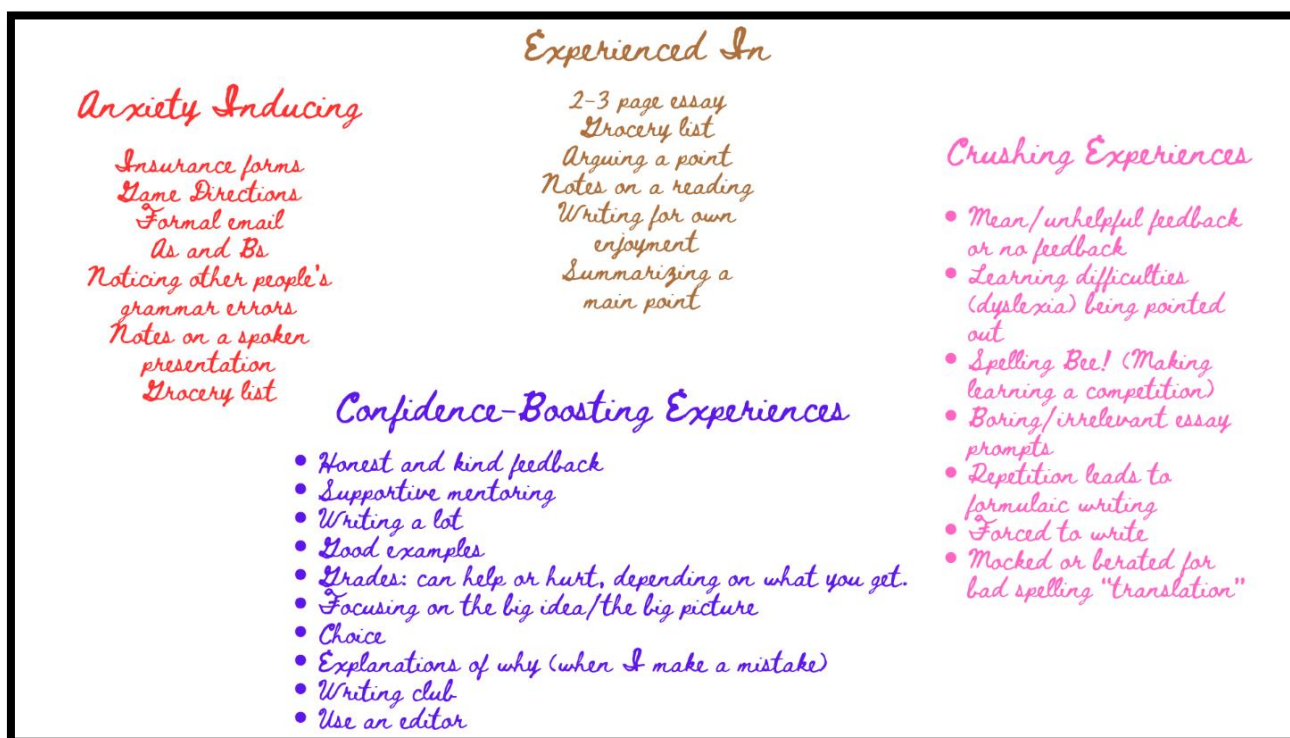 Experienced In
2-3 page essay
Grocery list
Arguing a point
Notes on a reading
Writing for own
enjoyment
Summarizing a
main point
Anxiety Inducing
Insurance forms
Game Directions
Formal email
As and Bs
Noticing other people's
grammar errors
Notes on a spoken
presentation
Grocery list
Crushing Experiences
• Mean/unhelpful feedback
or no feedback
• Learning difficulties
(dyslexia) being pointed
out
• Spelling Bee! (Making
learning a competition)
• Boring/irrelevant essay
prompts
• Repetition leads to
formulaic writing
• Forced to write
• Mocked or berated for
bad spelling "translation"
Confidence-Boosting Experiences
• Honest and kind feedback
• Supportive mentoring
• Writing a lot
• Good examples
• Grades: can help or hurt, depending on what you get.
• Focusing on the big idea/the big picture
• Choice
• Explanations of why (when I make a mistake)
• Writing club
• Use an editor